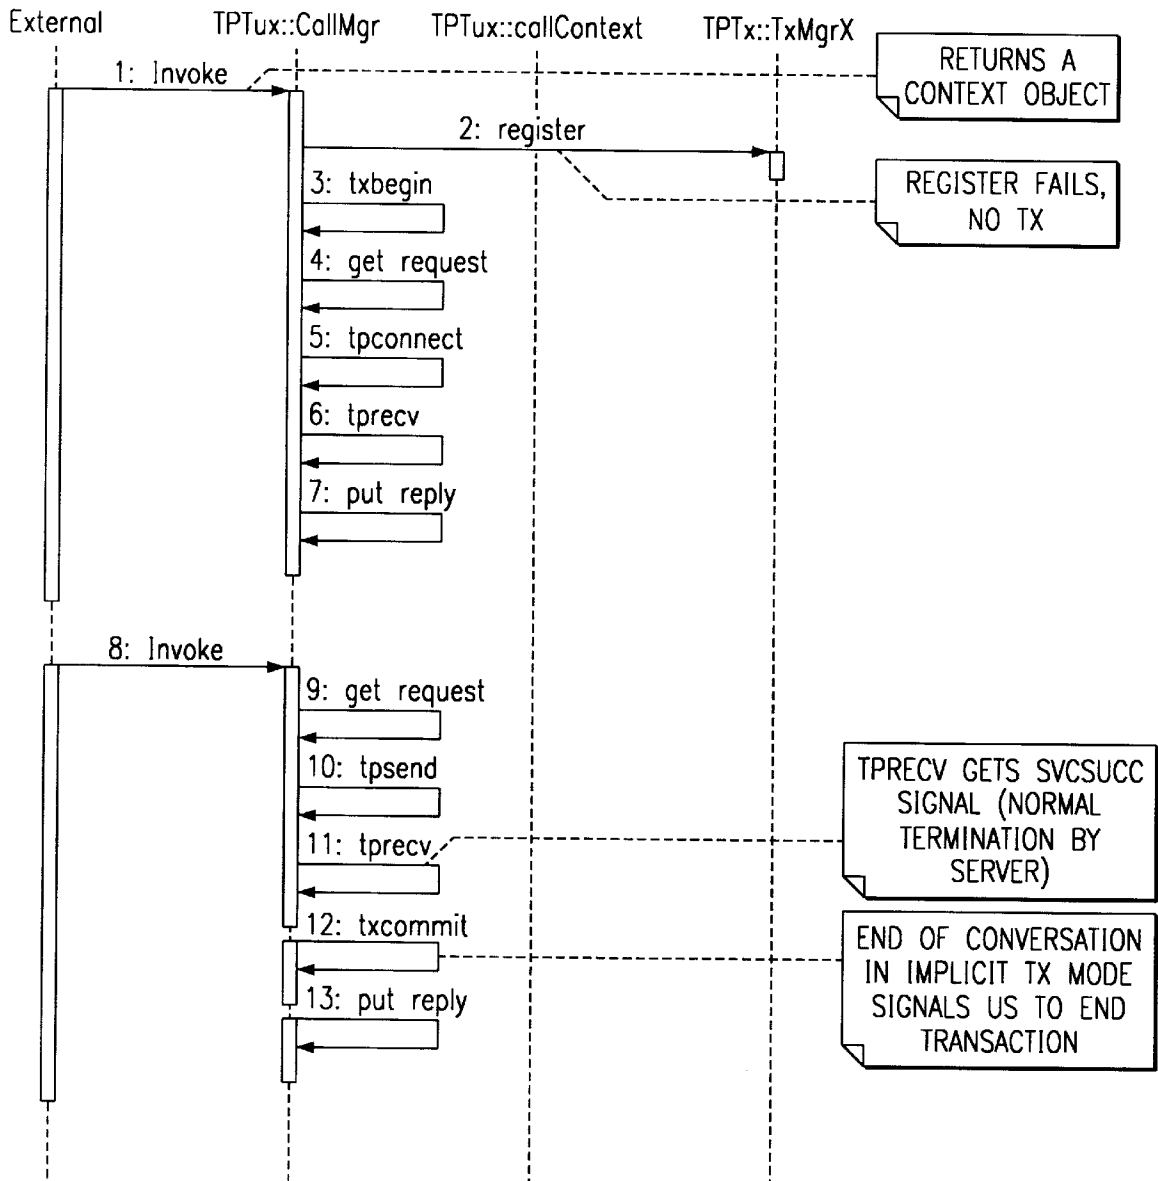 External
TPTux::CallMgr
TPTux::callContext
TPTx::TxMgrX
1: Invoke
RETURNS A
CONTEXT OBJECT
2: register
REGISTER FAILS,
NO TX
3: txbegin
4: get request
5: tpconnect
6: tprecv
7: put reply
8: Invoke
9: get request
10: tpsend
11: tprecv
TPRECV GETS SVCSUCC
SIGNAL (NORMAL
TERMINATION BY
SERVER)
12: txcommit
END OF CONVERSATION
IN IMPLICIT TX MODE
SIGNALS US TO END
TRANSACTION
13: put reply